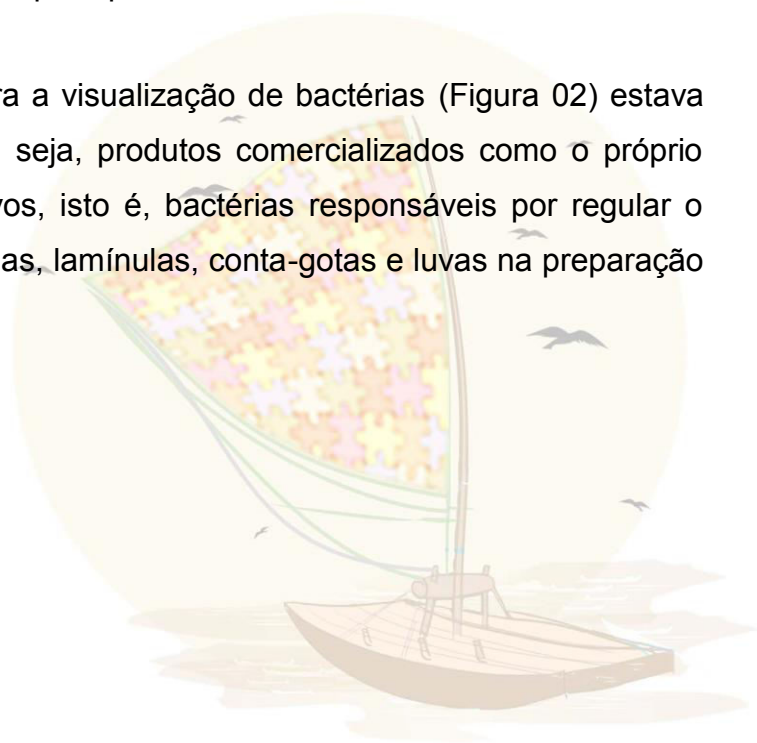 ra a visualização de bactérias (Figura 02) estava
seja, produtos comercializados como o próprio
vos, isto é, bactérias responsáveis por regular o
as, lamínulas, conta-gotas e luvas na preparação